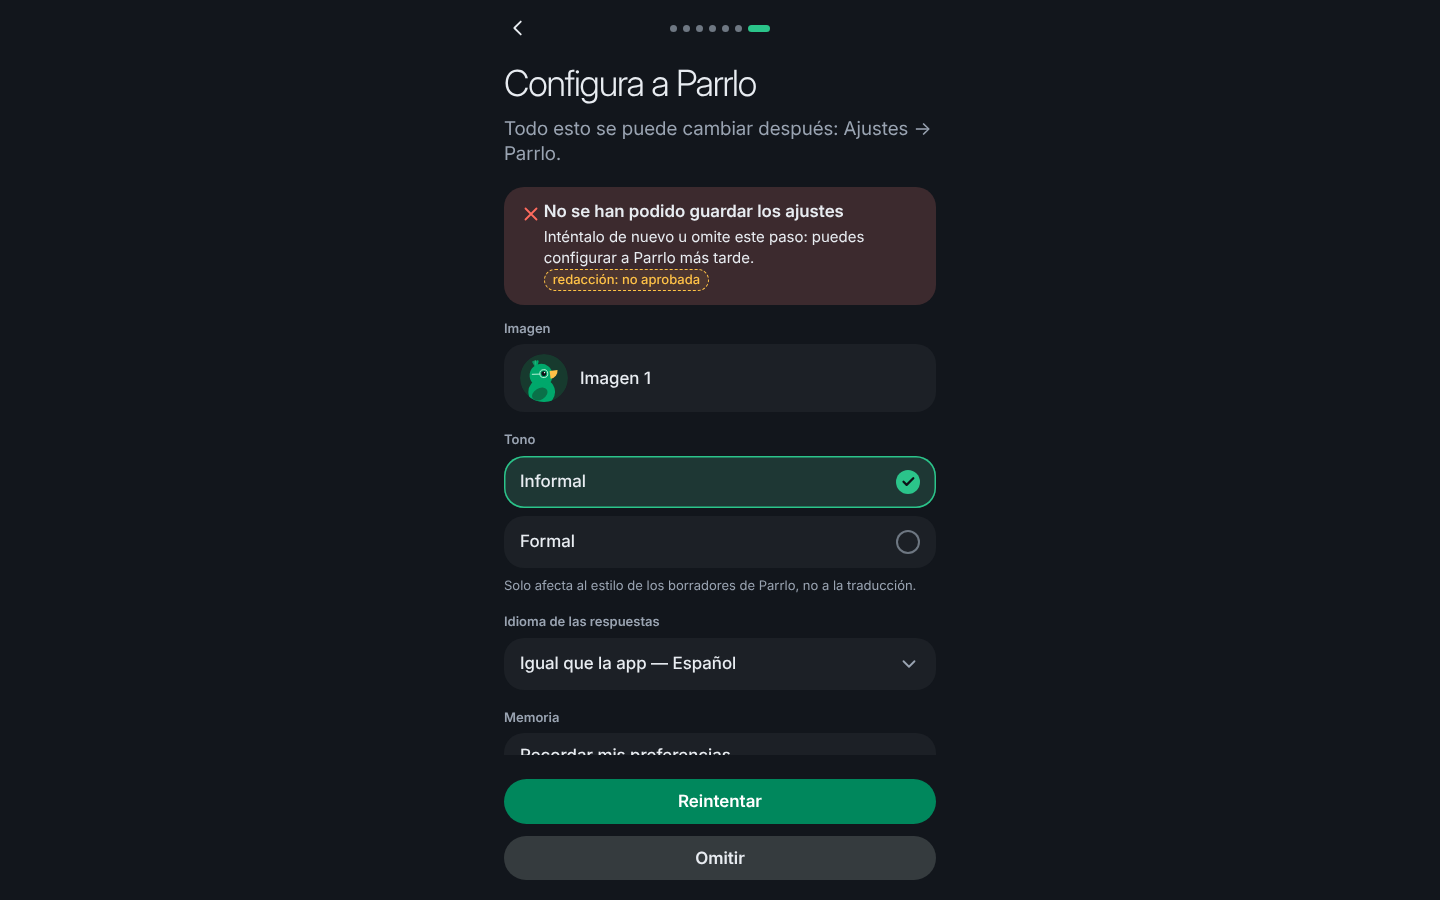 Configura a Parrlo
Todo esto se puede cambiar después: Ajustes →
Parrlo.
No se han podido guardar los ajustes
Inténtalo de nuevo u omite este paso: puedes
configurar a Parrlo más tarde.
redacción: no aprobada
Imagen
Imagen 1
Tono
Informal
Formal
Solo afecta al estilo de los borradores de Parrlo, no a la traducción.
Idioma de las respuestas
Igual que la app — Español
Memoria
Recordar mis preferencias
Reintentar
Omitir